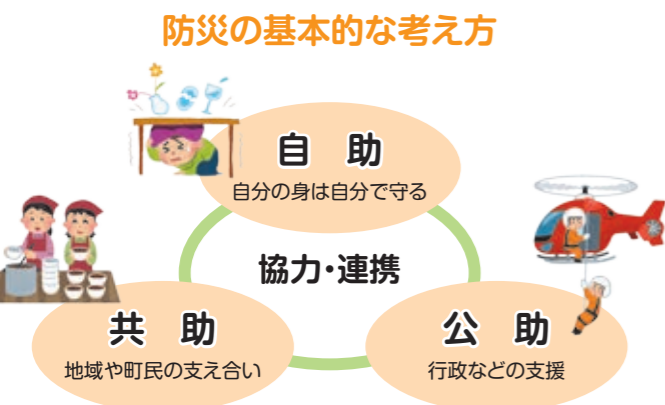 防災の基本的な考え方
自 助
自分の身は自分で守る
協力・連携
共 助
地域や町民の支え合い
公 助
行政などの支援